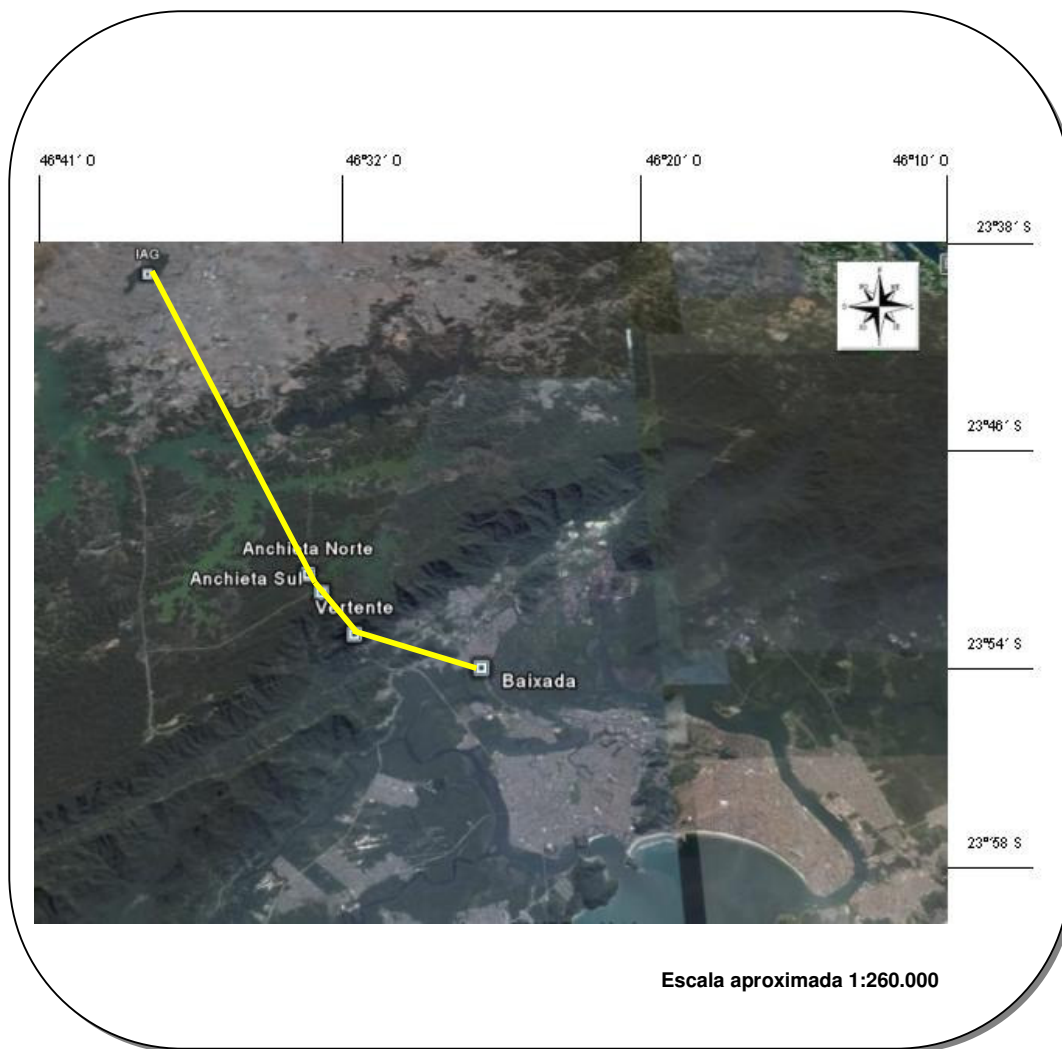 46°41´ O 46°32´ O 46°20´ O 46°10´ O
23°38´ S
IAG
23°46´ S
Anchieta Norte
Anchieta Sul
Vertente
23°54´ S
Baixada
23°´58´ S
Escala aproximada 1:260.000